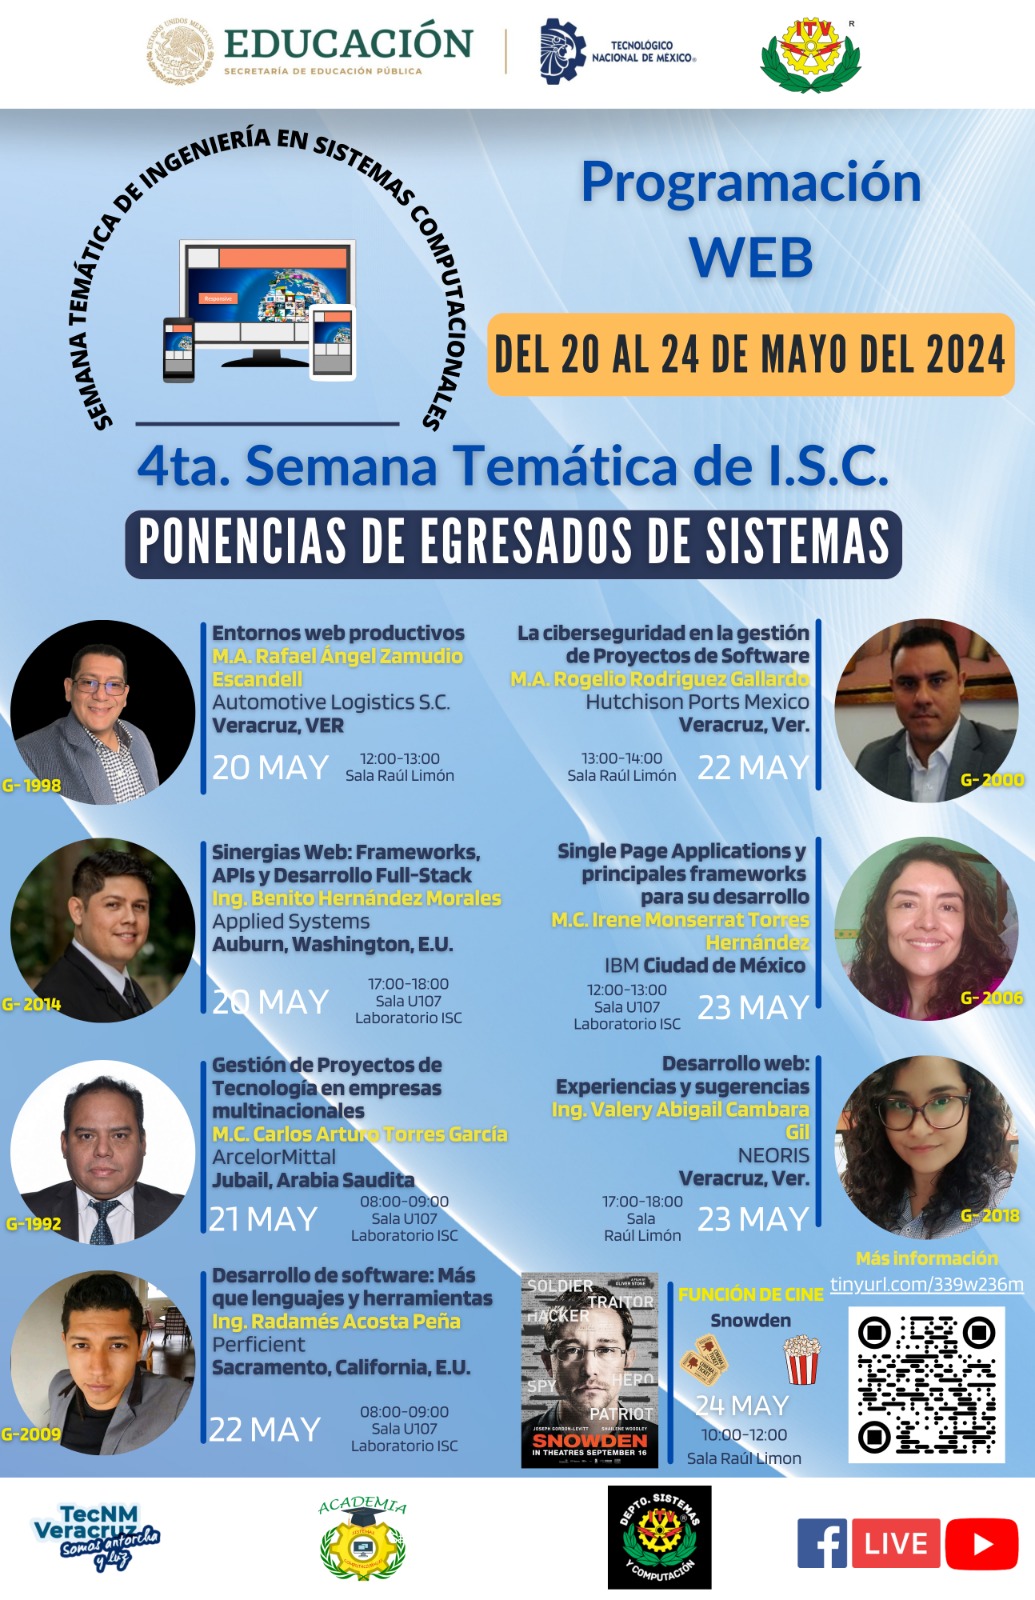 ESTADOS UNIDOS MEXICANOS
EDUCACIÓN
SECRETARÍA DE EDUCACIÓN PÚBLICA
TECNOLÓGICO
NACIONAL DE MÉXICO®
ITV
®
SEMANA TEMÁTICA DE INGENIERÍA EN SISTEMAS COMPUTACIONALES
Responsive
Programación
WEB
DEL 20 AL 24 DE MAYO DEL 2024
4ta. Semana Temática de I.S.C.
PONENCIAS DE EGRESADOS DE SISTEMAS
Entornos web productivos
M.A. Rafael Ángel Zamudio
Escandell
Automotive Logistics S.C.
Veracruz, VER
20 MAY
12:00-13:00
Sala Raúl Limón
G- 1998
La ciberseguridad en la gestión
de Proyectos de Software
M.A. Rogelio Rodriguez Gallardo
Hutchison Ports Mexico
Veracruz, Ver.
13:00-14:00
Sala Raúl Limón
22 MAY
G- 2000
Sinergias Web: Frameworks,
APIs y Desarrollo Full-Stack
Ing. Benito Hernández Morales
Applied Systems
Auburn, Washington, E.U.
20 MAY
17:00-18:00
Sala U107
Laboratorio ISC
G- 2014
Single Page Applications y
principales frameworks
para su desarrollo
M.C. Irene Monserrat Torres
Hernández
IBM Ciudad de México
12:00-13:00
Sala U107
Laboratorio ISC
23 MAY
G- 2006
Gestión de Proyectos de
Tecnología en empresas
multinacionales
M.C. Carlos Arturo Torres García
ArcelorMittal
Jubail, Arabia Saudita
21 MAY
08:00-09:00
Sala U107
Laboratorio ISC
G-1992
Desarrollo web:
Experiencias y sugerencias
Ing. Valery Abigail Cambara
Gil
NEORIS
Veracruz, Ver.
17:00-18:00
Sala
Raúl Limón
23 MAY
G- 2018
Desarrollo de software: Más
que lenguajes y herramientas
Ing. Radamés Acosta Peña
Perficient
Sacramento, California, E.U.
22 MAY
08:00-09:00
Sala U107
Laboratorio ISC
G-2009
OLIVER STONE
SOLDIER
TRAITOR
HACKER
SPY
HERO
PATRIOT
JOSEPH GORDON-LEVITT SHAILENE WOODLEY
SNOWDEN
IN THEATRES SEPTEMBER 16
FUNCIÓN DE CINE
Snowden
24 MAY
10:00-12:00
Sala Raúl Limon
Más información
tinyurl.com/339w236m
TecNM
Veracruz
Somos antorcha
y luz
ACADEMIA
DEPTO. SISTEMAS
ITV
®
Y COMPUTACIÓN
f
LIVE